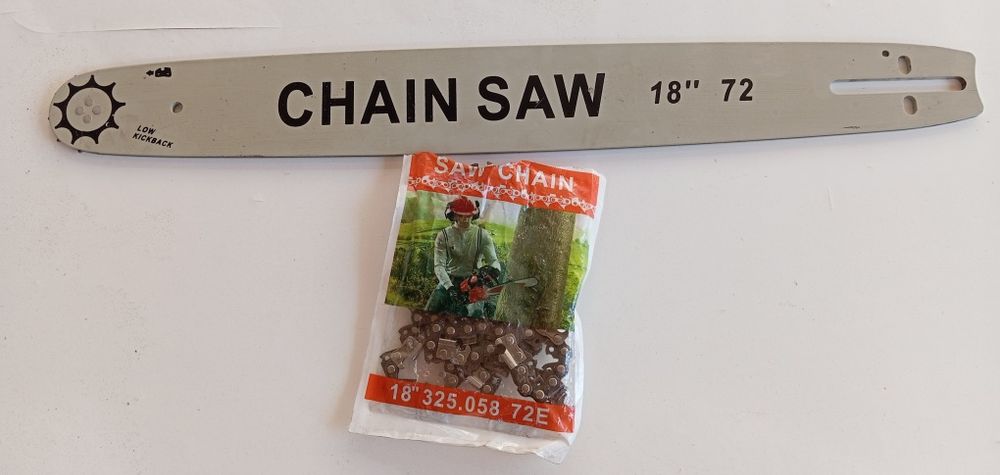 CHAIN SAW 18" 72
LOW
KICKBACK
SAW CHAIN
18" 325.058 72E